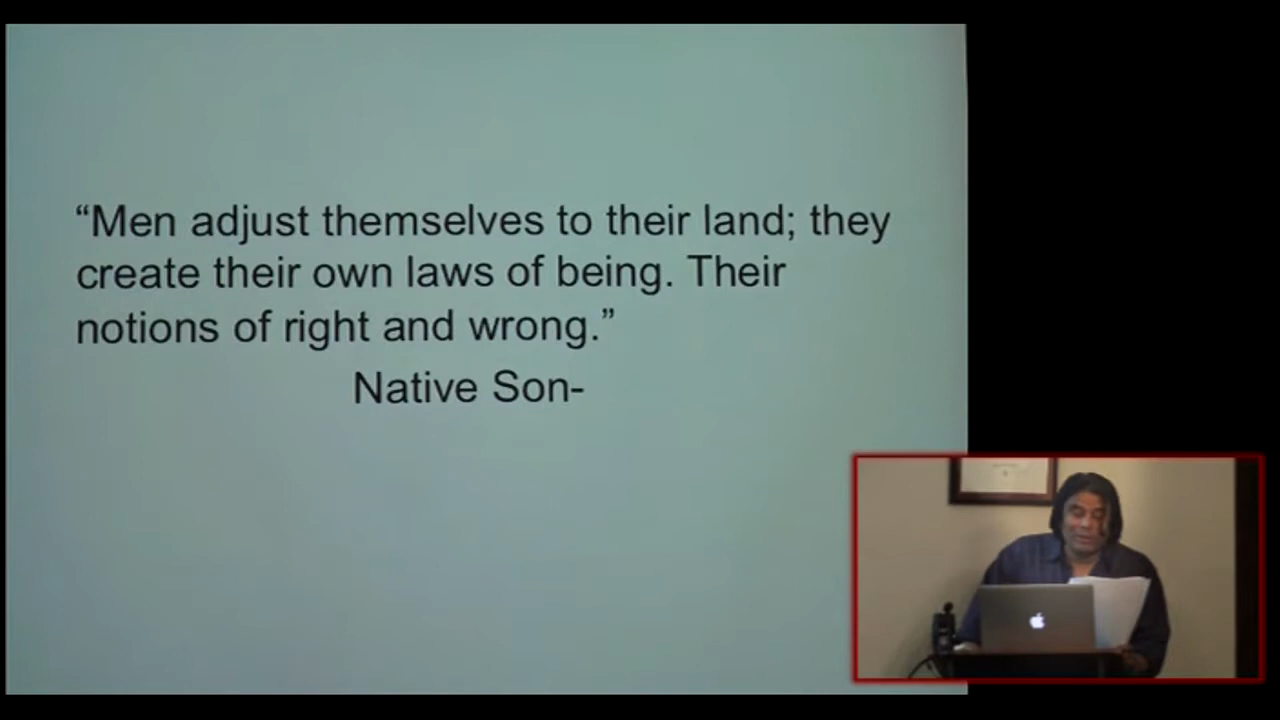 “Men adjust themselves to their land; they
create their own laws of being. Their
notions of right and wrong.”
Native Son-